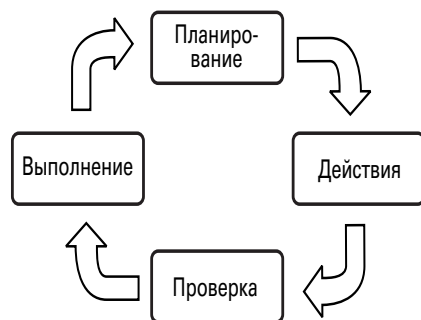 Планиро-
вание
Выполнение
Действия
Проверка